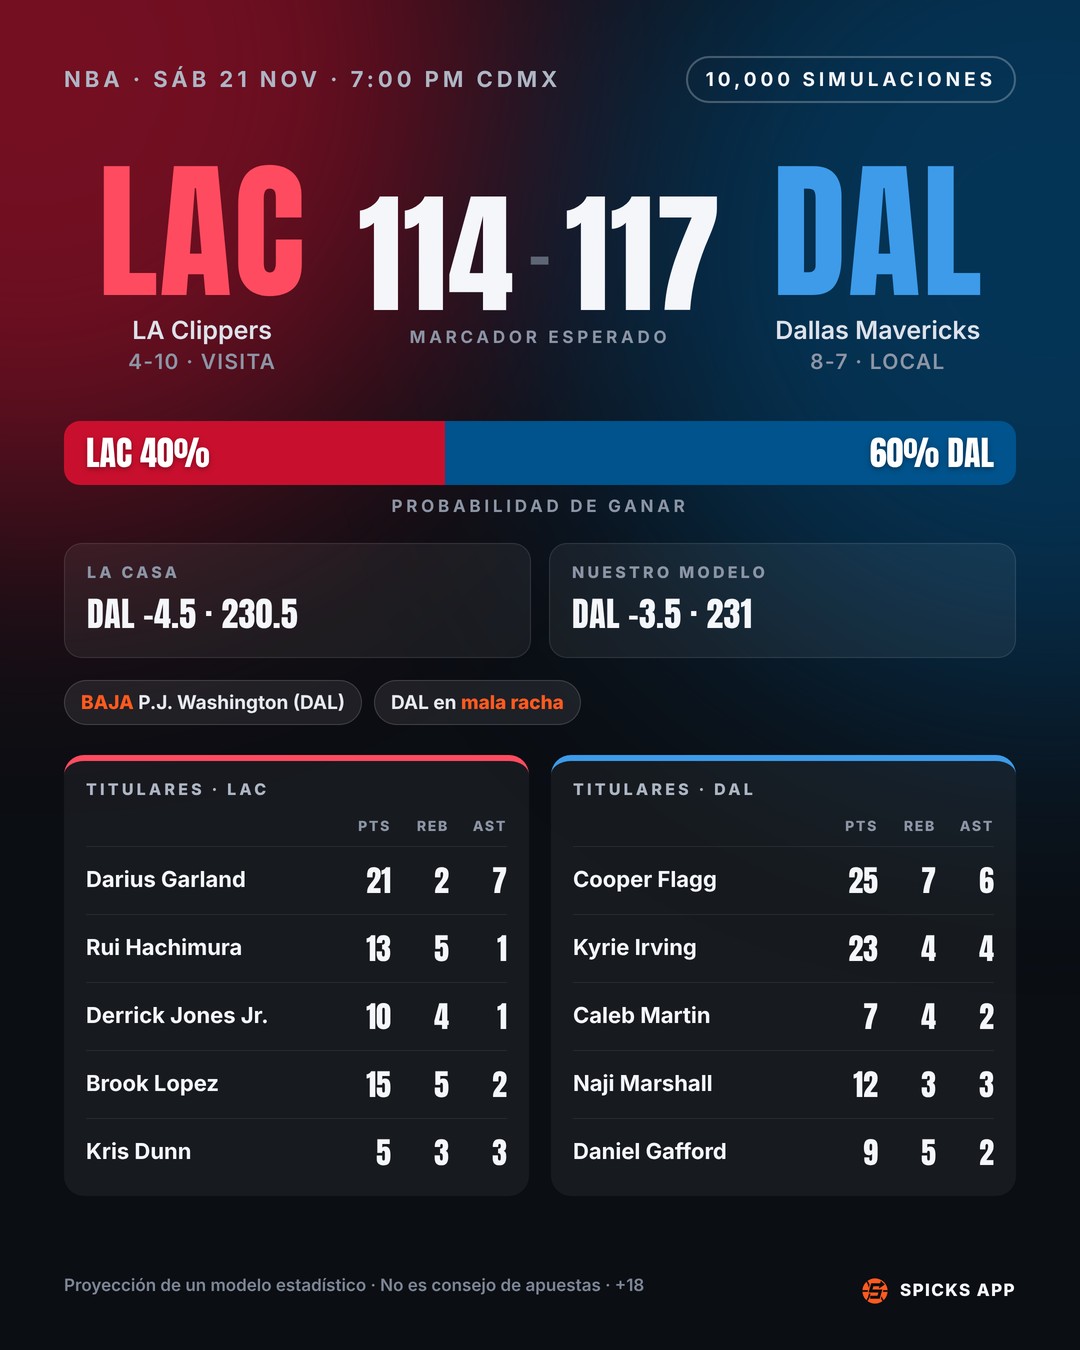 NBA · SÁB 21 NOV · 7:00 PM CDMX
10,000 SIMULACIONES
LAC
114 - 117
DAL
LA Clippers
4-10 · VISITA
MARCADOR ESPERADO
Dallas Mavericks
8-7 · LOCAL
LAC 40%
60% DAL
PROBABILIDAD DE GANAR
LA CASA
DAL -4.5 · 230.5
NUESTRO MODELO
DAL -3.5 · 231
BAJA P.J. Washington (DAL)
DAL en mala racha
TITULARES · LAC
PTS REB AST
Darius Garland 21 2 7
Rui Hachimura 13 5 1
Derrick Jones Jr. 10 4 1
Brook Lopez 15 5 2
Kris Dunn 5 3 3
TITULARES · DAL
PTS REB AST
Cooper Flagg 25 7 6
Kyrie Irving 23 4 4
Caleb Martin 7 4 2
Naji Marshall 12 3 3
Daniel Gafford 9 5 2
Proyección de un modelo estadístico · No es consejo de apuestas · +18
SPICKS APP